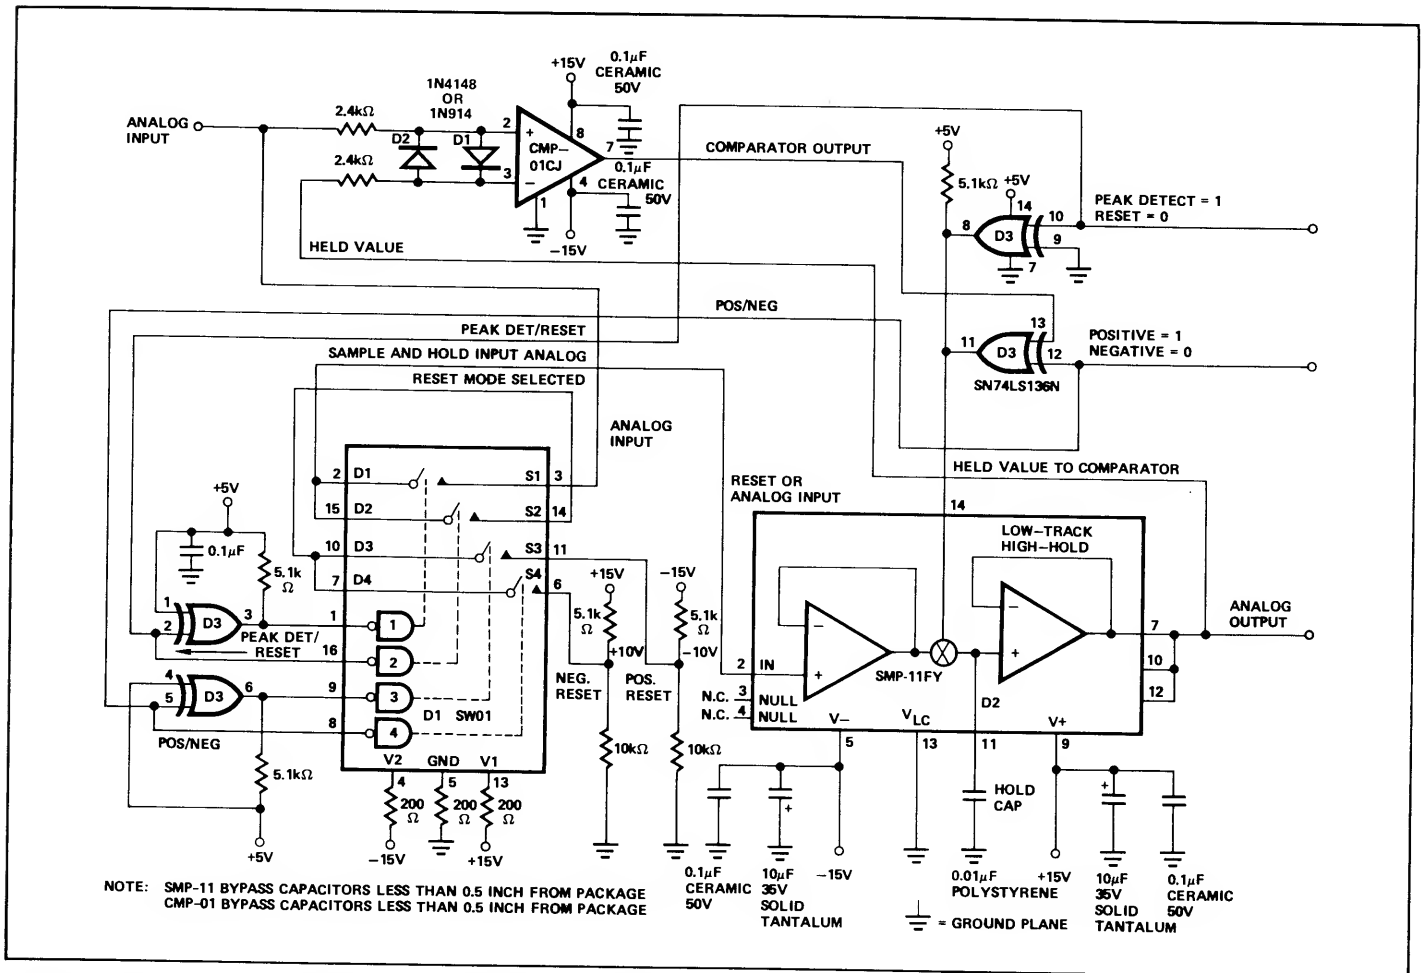 +15V
0.1µF
CERAMIC
50V
1N4148
OR
1N914
ANALOG
INPUT
2.4kΩ
D2
D1
2
+
8
CMP-
01CJ
7
COMPARATOR OUTPUT
2.4kΩ
3
−
4
1
0.1µF
CERAMIC
50V
−15V
HELD VALUE
+5V
5.1kΩ
+5V
14
8
D3
10
9
7
PEAK DETECT = 1
RESET = 0
POS/NEG
PEAK DET/RESET
SAMPLE AND HOLD INPUT ANALOG
RESET MODE SELECTED
13
11
D3
12
SN74LS136N
POSITIVE = 1
NEGATIVE = 0
ANALOG
INPUT
HELD VALUE TO COMPARATOR
RESET OR
ANALOG INPUT
14
LOW–TRACK
HIGH–HOLD
2
D1
S1
3
15
D2
S2
14
10
D3
S3
11
7
D4
S4
6
+5V
0.1µF
5.1k
Ω
1
2
D3
3
PEAK DET/
RESET
1
1
16
2
4
5
D3
6
9
3
8
4
D1 SW01
POS/NEG
5.1kΩ
+5V
V2
GND
V1
4
5
13
200
Ω
200
Ω
200
Ω
−15V
+15V
+15V
−15V
5.1k
Ω
+10V
5.1k
Ω
−10V
NEG.
RESET
POS.
RESET
10kΩ
10kΩ
2
IN
N.C.
3
NULL
N.C.
4
NULL
−
+
SMP-11FY
−
+
D2
7
10
12
ANALOG
OUTPUT
V−
VLC
V+
5
13
11
9
HOLD
CAP
+
+
0.1µF
CERAMIC
50V
10µF
35V
SOLID
TANTALUM
−15V
0.01µF
POLYSTYRENE
+15V
10µF
35V
SOLID
TANTALUM
0.1µF
CERAMIC
50V
= GROUND PLANE
NOTE: SMP-11 BYPASS CAPACITORS LESS THAN 0.5 INCH FROM PACKAGE
CMP-01 BYPASS CAPACITORS LESS THAN 0.5 INCH FROM PACKAGE